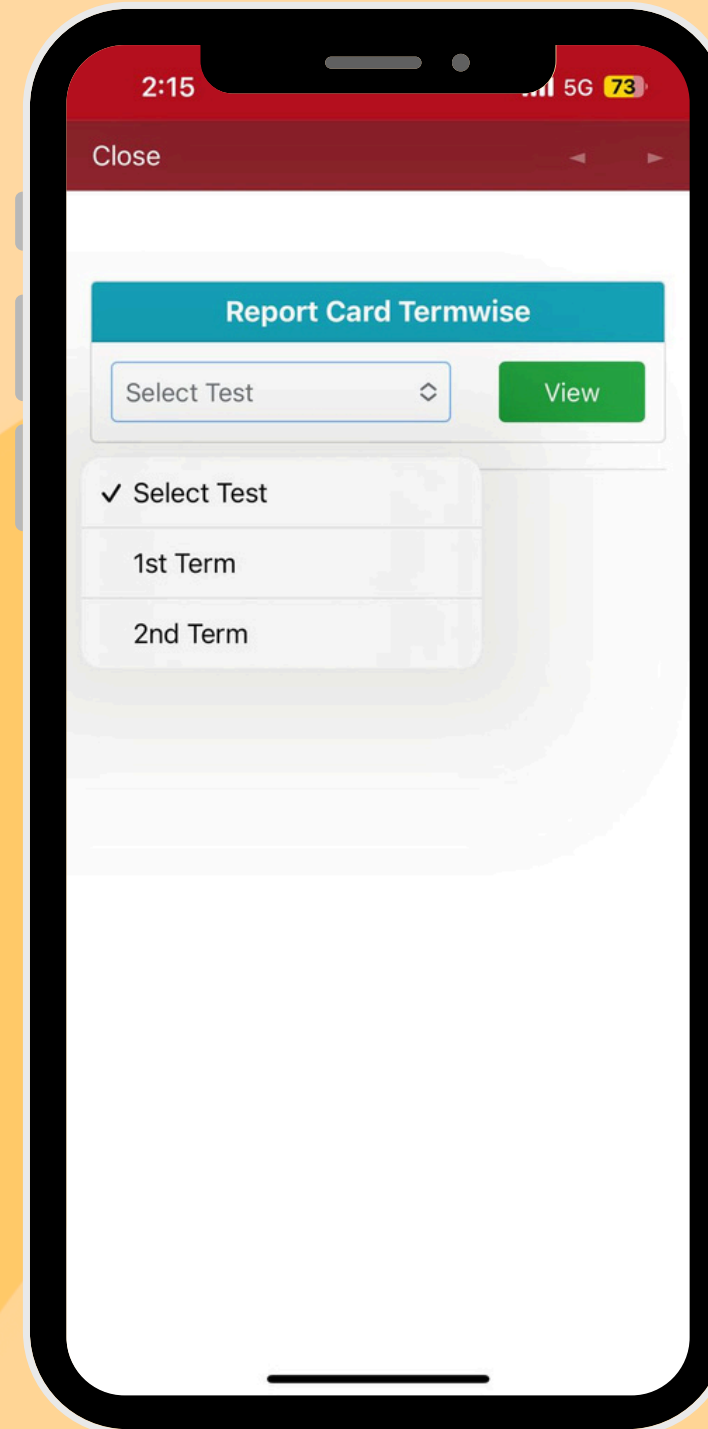 2:15 5G 73
Close
Report Card Termwise
Select Test View
✓ Select Test
1st Term
2nd Term